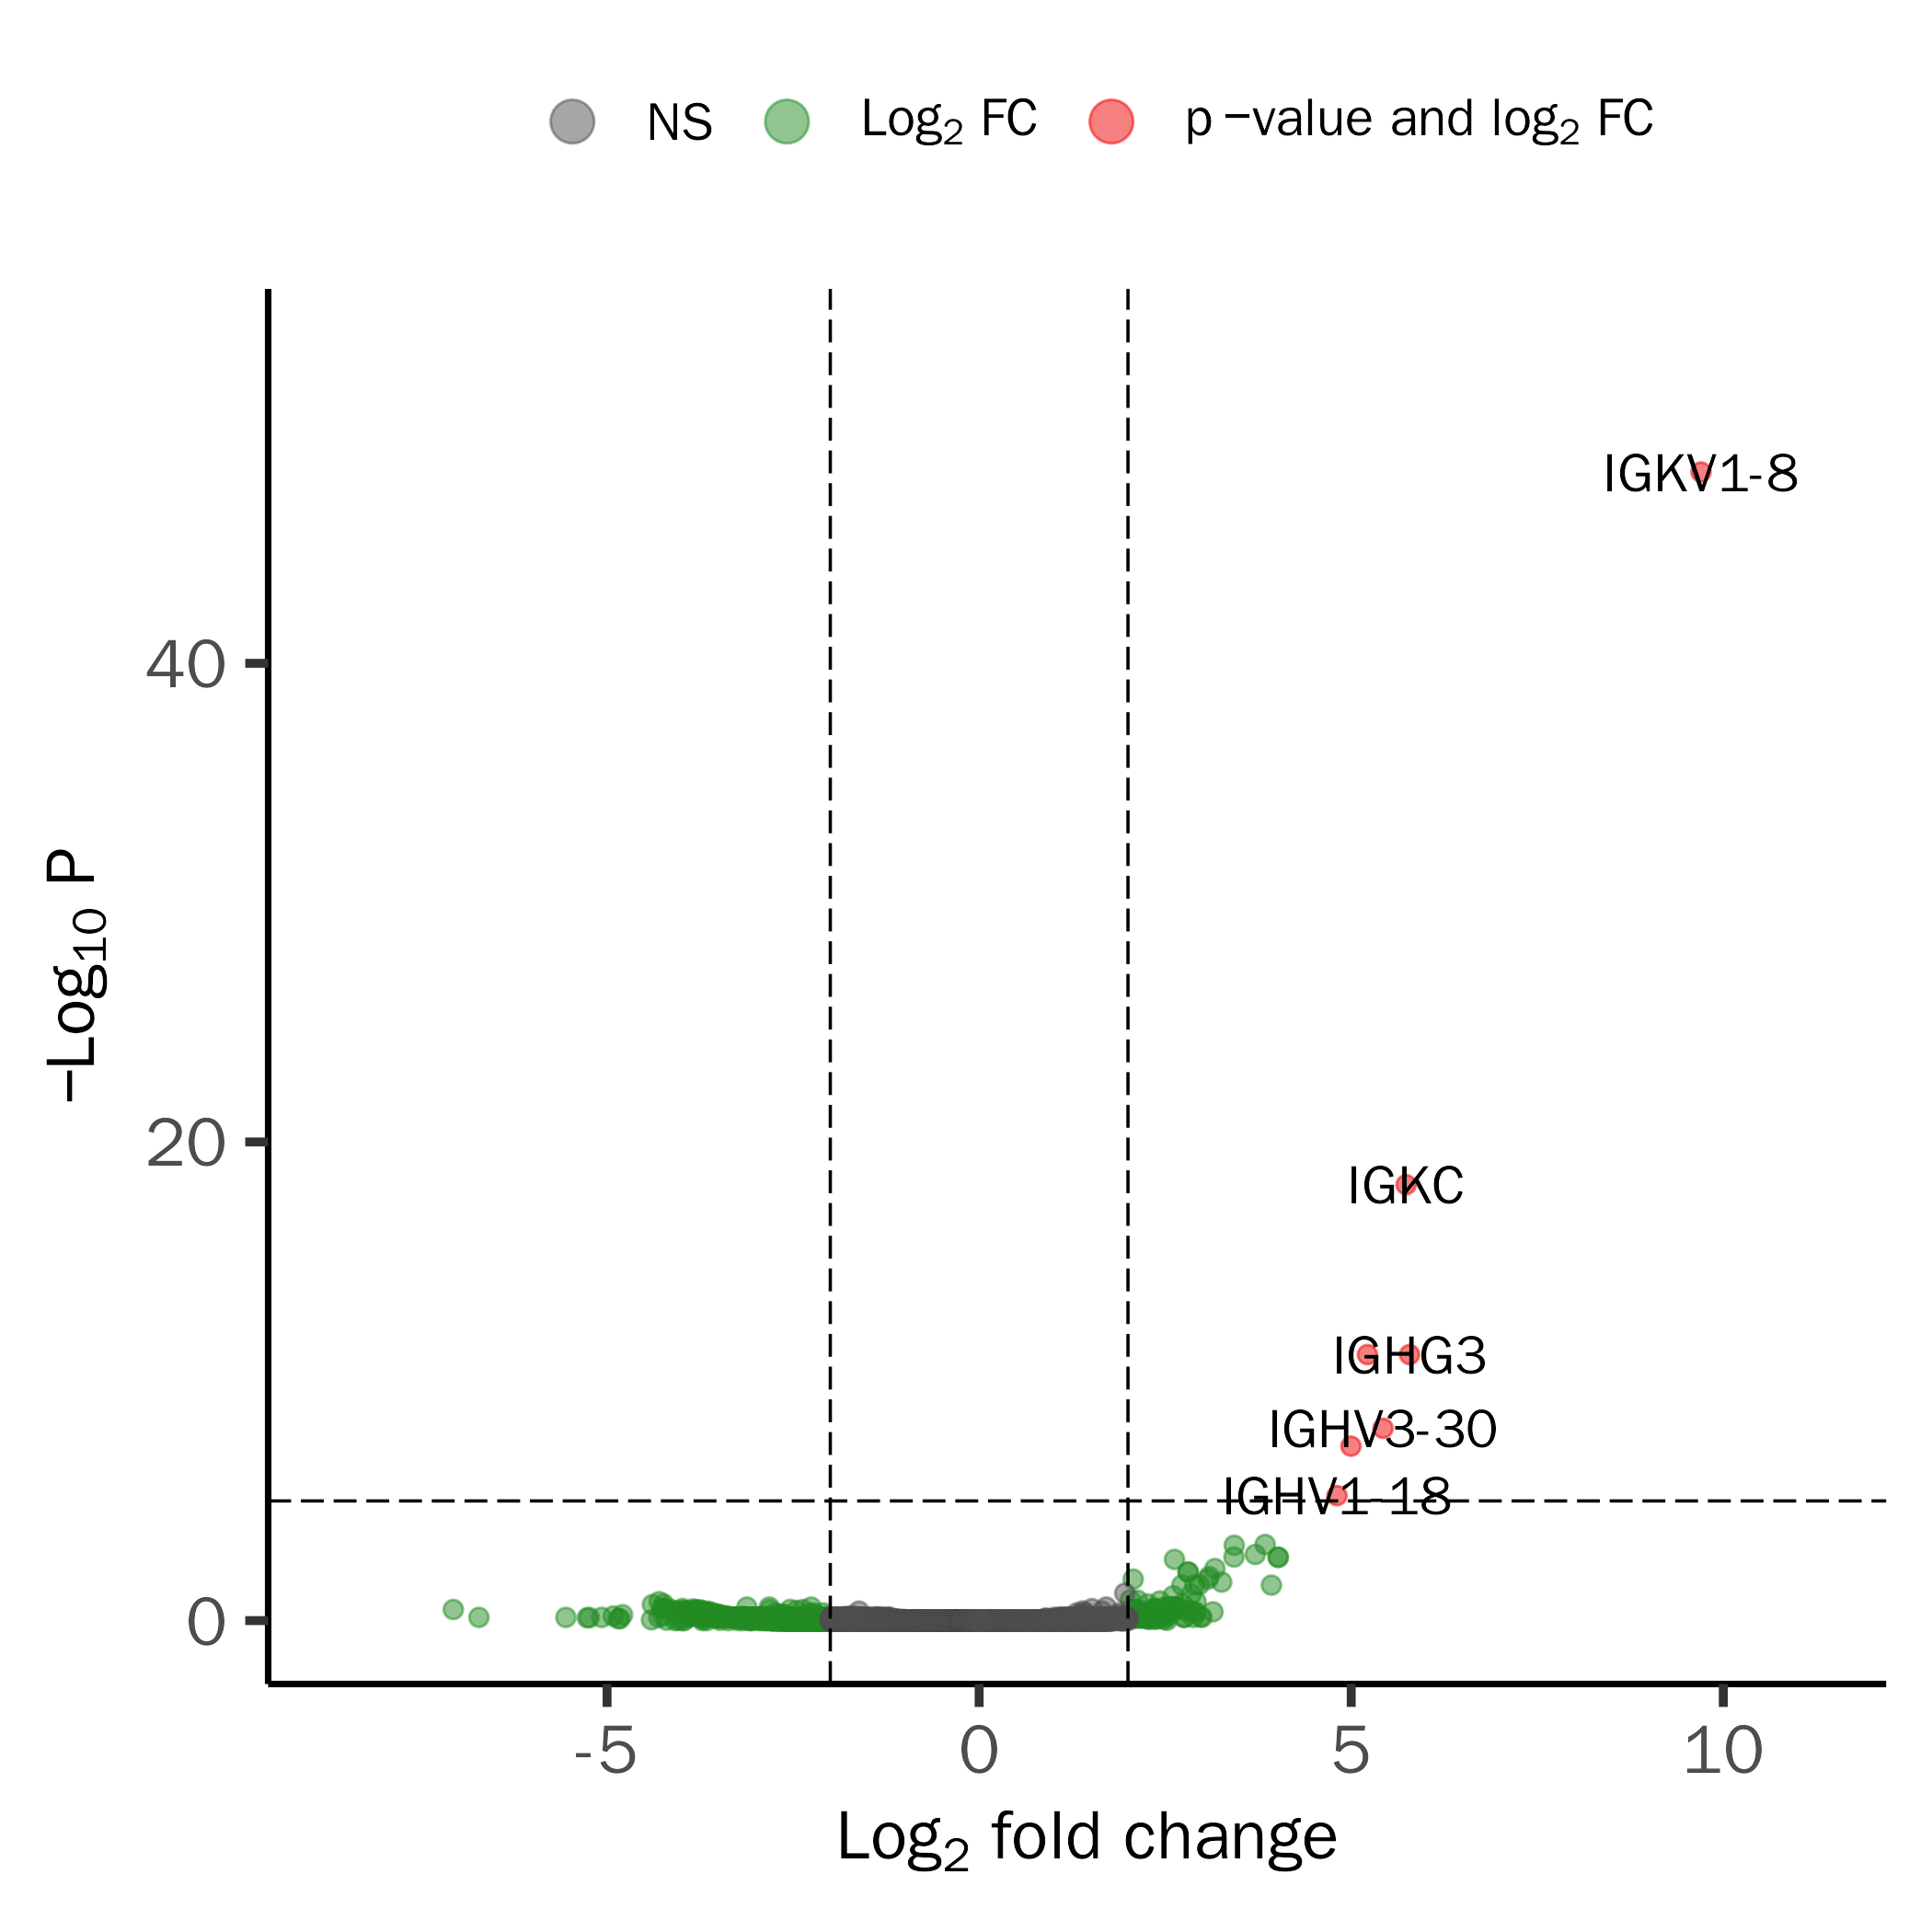 NS Log2 FC p −value and log2 FC
IGKV1-8
40
−Log10 P
20
IGKC
IGHG3
IGHV3-30
IGHV1-18
0
-5 0 5 10
Log2 fold change